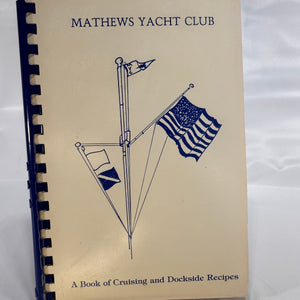 MATHEWS YACHT CLUB
A Book of Cruising and Dockside Recipes